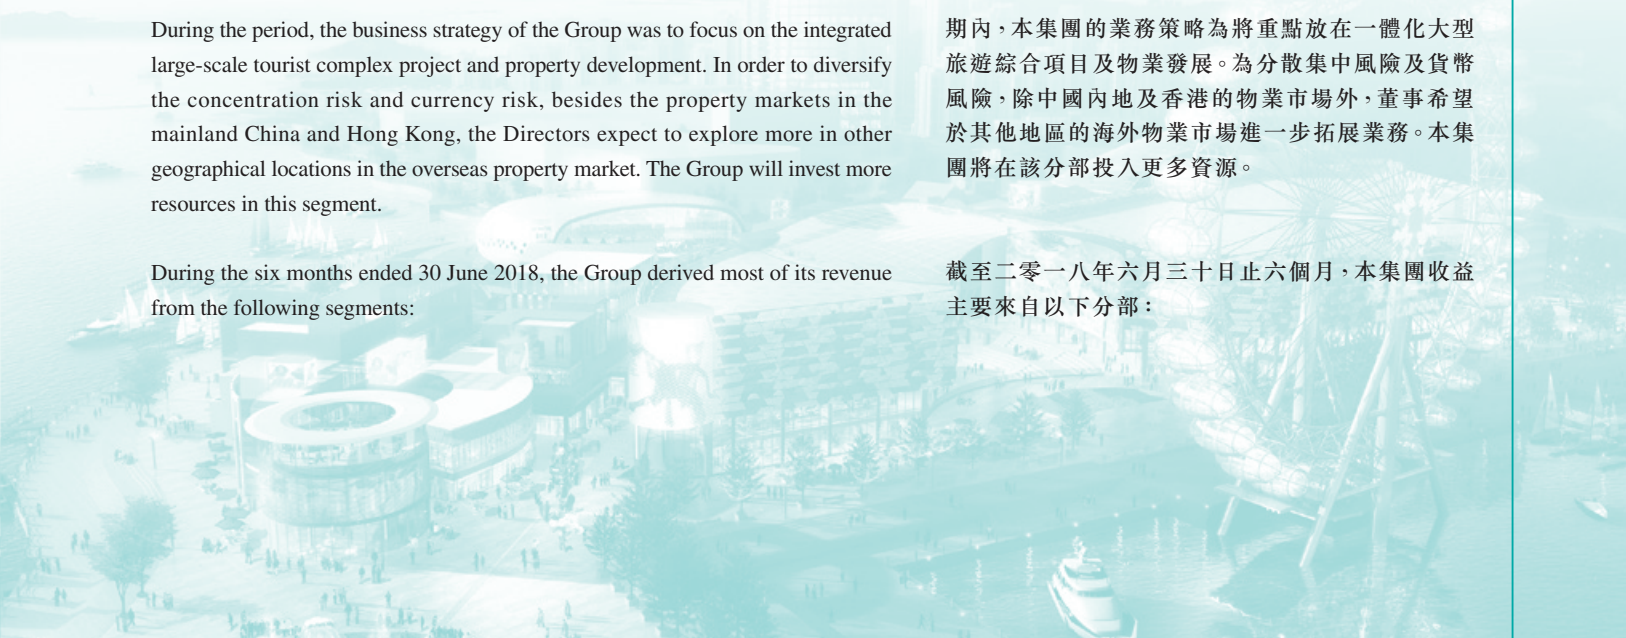 During the period, the business strategy of the Group was to focus on the integrated
large-scale tourist complex project and property development. In order to diversify
the concentration risk and currency risk, besides the property markets in the
mainland China and Hong Kong, the Directors expect to explore more in other
geographical locations in the overseas property market. The Group will invest more
resources in this segment.
During the six months ended 30 June 2018, the Group derived most of its revenue
from the following segments:
期內，本集團的業務策略為將重點放在一體化大型
旅遊綜合項目及物業發展。為分散集中風險及貨幣
風險，除中國內地及香港的物業市場外，董事希望
於其他地區的海外物業市場進一步拓展業務。本集
團將在該分部投入更多資源。
截至二零一八年六月三十日止六個月，本集團收益
主要來自以下分部：